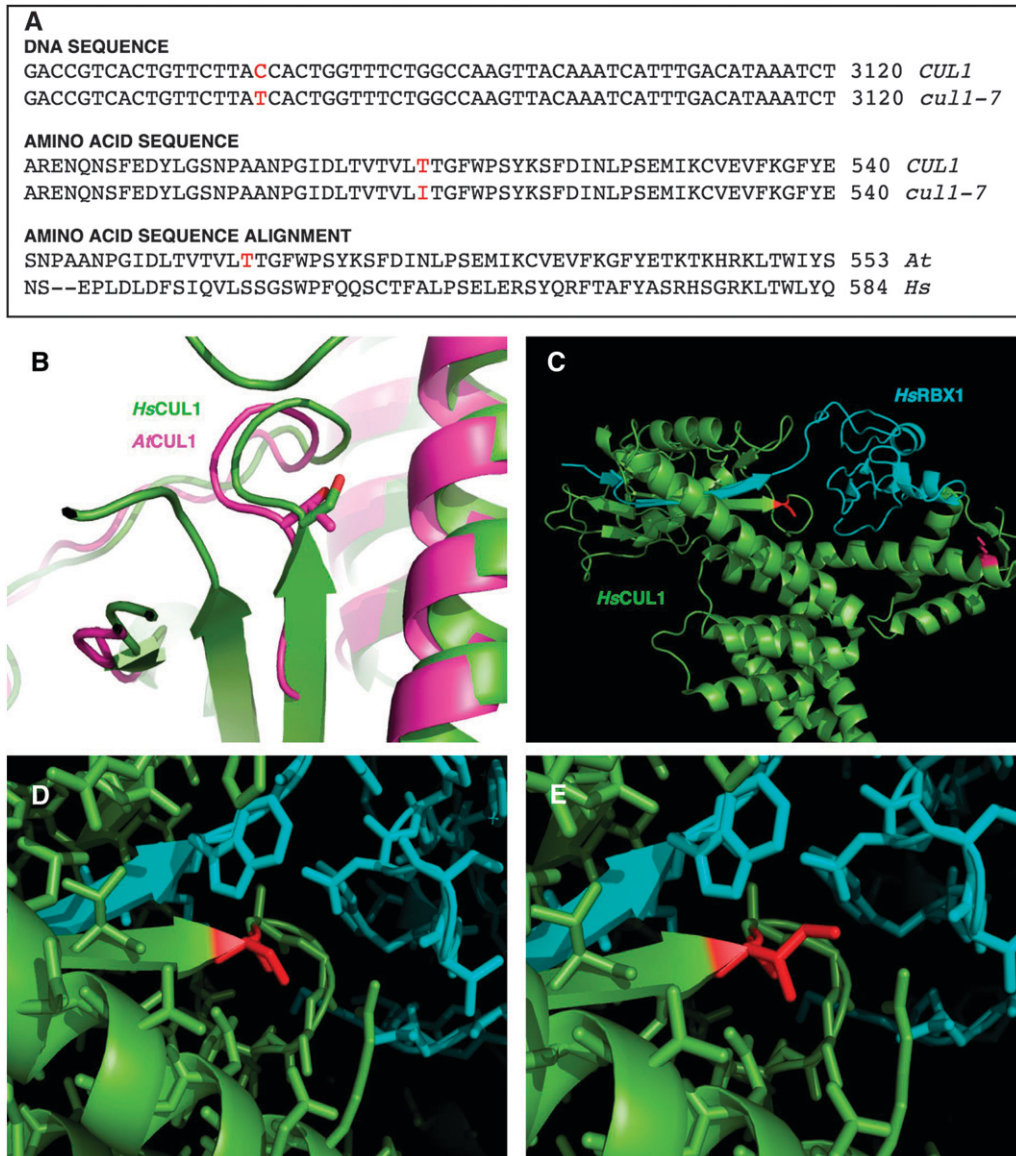 A
DNA SEQUENCE
GACCGTCACTGTTCTTACCACTGGTTTCTGGCCAAGTTACAAATCATTTGACATAAATCT 3120 CUL1
GACCGTCACTGTTCTTATCACTGGTTTCTGGCCAAGTTACAAATCATTTGACATAAATCT 3120 cul1-7
AMINO ACID SEQUENCE
ARENQNSFEDYLGSNPAANPGIDLTVTVLTTGFWPSYKSFDINLPSEMIKCVEVFKGFYE 540 CUL1
ARENQNSFEDYLGSNPAANPGIDLTVTVLITGFWPSYKSFDINLPSEMIKCVEVFKGFYE 540 cul1-7
AMINO ACID SEQUENCE ALIGNMENT
SNPAANPGIDLTVTVLTTGFWPSYKSFDINLPSEMIKCVEVFKGFYETKTKHRKLTWIYS 553 At
NS--EPLDLDFSIQVLSSGSWPFQQSCTFALPSELERSYQRFTAFYASRHSGRKLTWLYQ 584 Hs
B
HsCUL1
AtCUL1
C
HsRBX1
HsCUL1
D
E